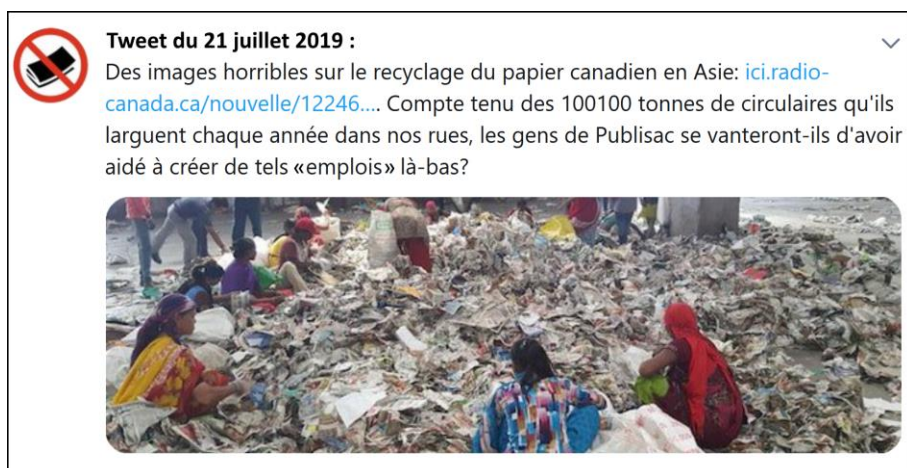 Tweet du 21 juillet 2019 :
Des images horribles sur le recyclage du papier canadien en Asie: ici.radio-
canada.ca/nouvelle/12246.... Compte tenu des 100100 tonnes de circulaires qu'ils
larguent chaque année dans nos rues, les gens de Publisac se vanteront-ils d'avoir
aidé à créer de tels «emplois» là-bas?